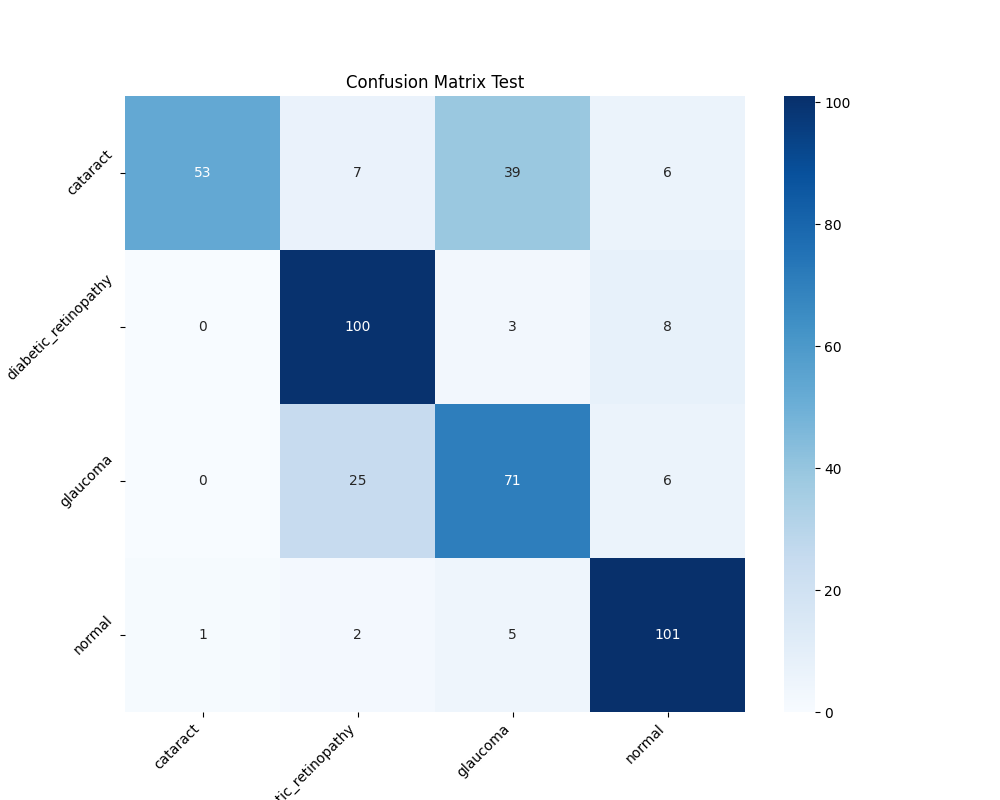 Confusion Matrix Test
cataract 53 7 39 6
diabetic_retinopathy 0 100 3 8
glaucoma 0 25 71 6
normal 1 2 5 101
cataract tic_retinopathy glaucoma normal
100
80
60
40
20
0